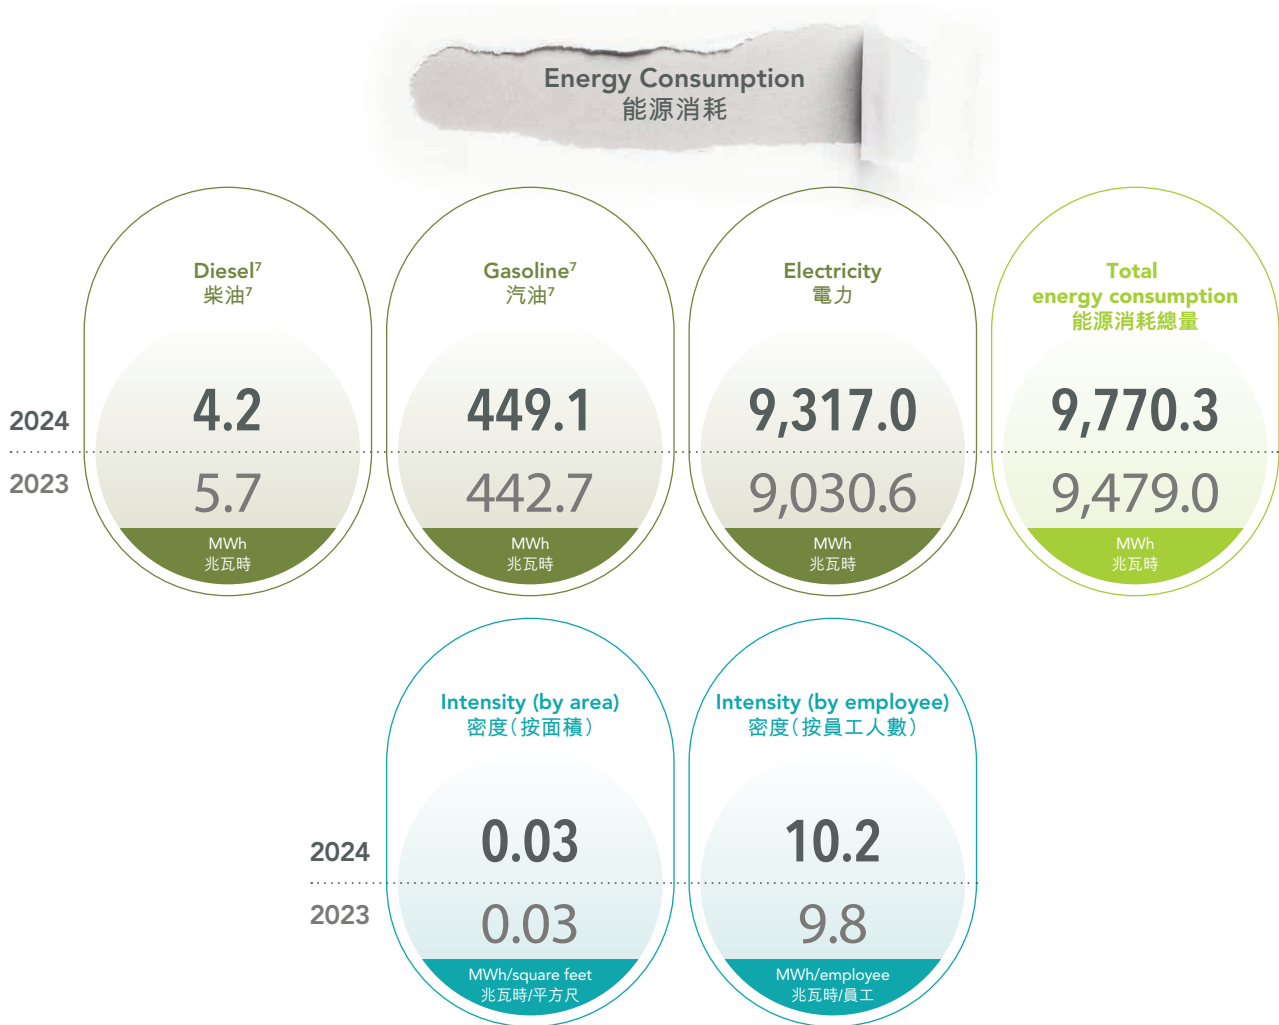 Energy Consumption
能源消耗
Diesel⁷
柴油⁷
Gasoline⁷
汽油⁷
Electricity
電力
Total
energy consumption
能源消耗總量
2024
4.2
449.1
9,317.0
9,770.3
2023
5.7
442.7
9,030.6
9,479.0
MWh
兆瓦時
MWh
兆瓦時
MWh
兆瓦時
MWh
兆瓦時
Intensity (by area)
密度（按面積）
Intensity (by employee)
密度（按員工人數）
2024
0.03
10.2
2023
0.03
9.8
MWh/square feet
兆瓦時/平方尺
MWh/employee
兆瓦時/員工